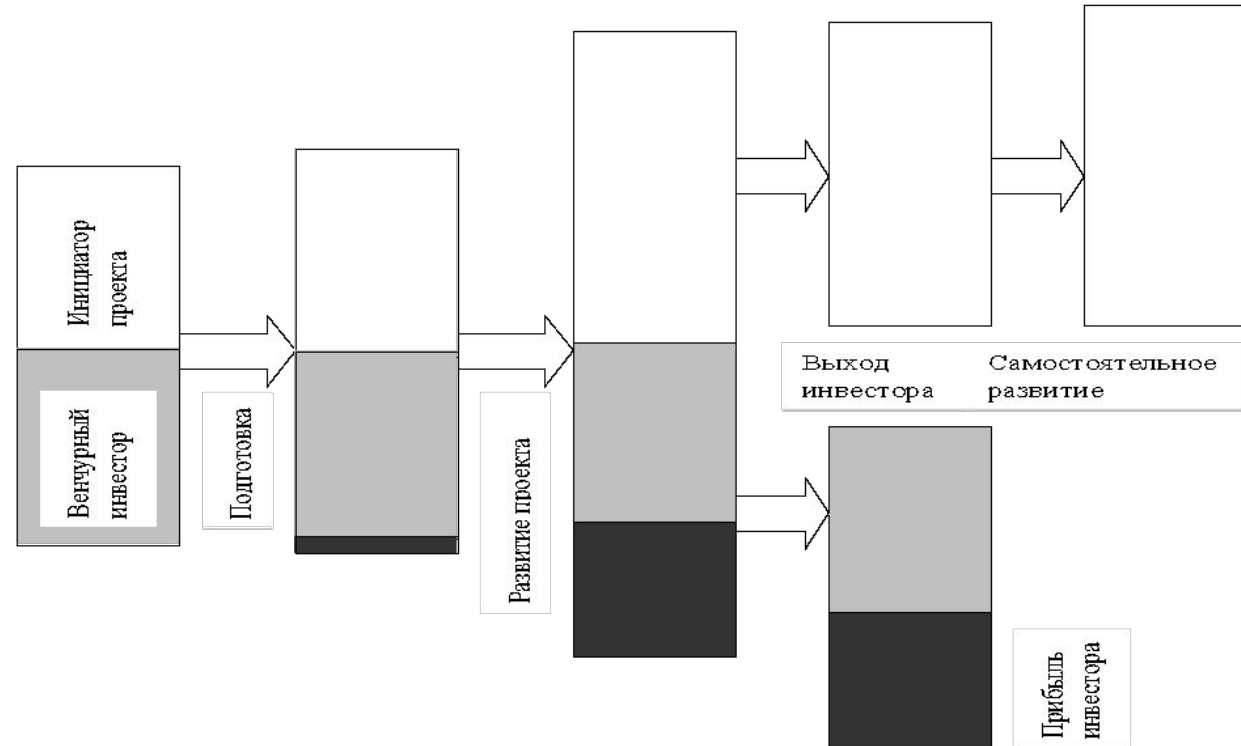 Инициатор
проекта
Венчурный
инвестор
Подготовка
Развитие проекта
Выход
инвестора
Самостоятельное
развитие
Прибыль
инвестора